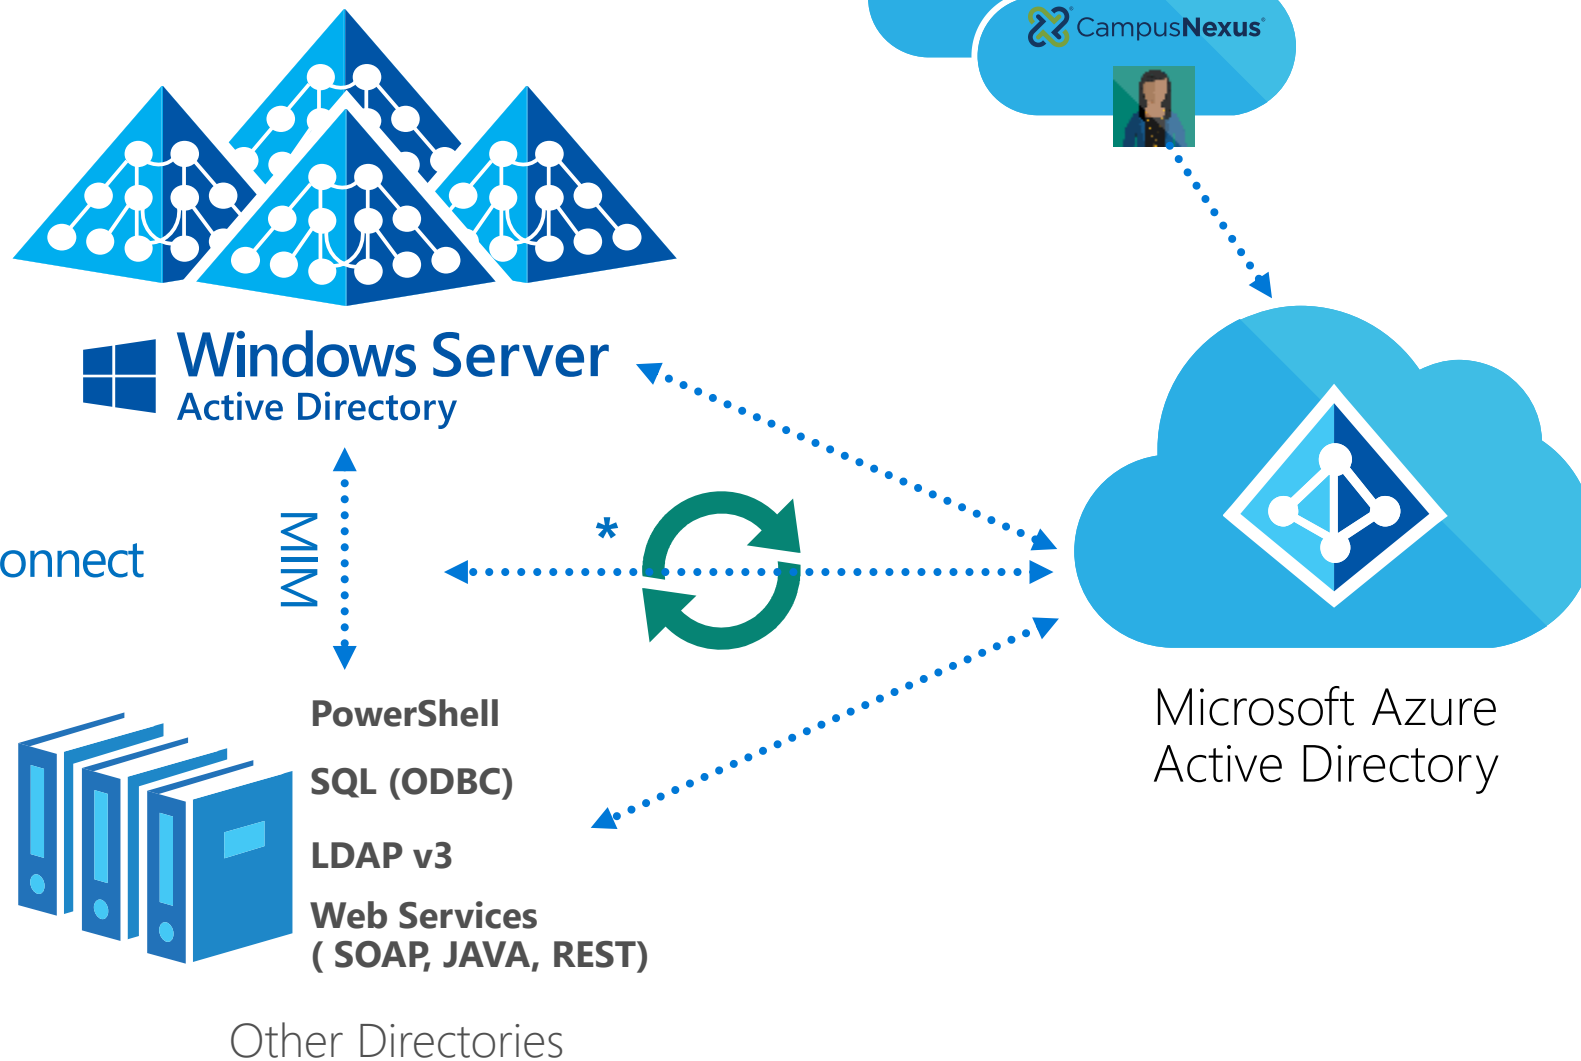 CampusNexus
Windows Server
Active Directory
onnect
MIM
*
PowerShell
SQL (ODBC)
LDAP v3
Web Services
( SOAP, JAVA, REST)
Other Directories
Microsoft Azure
Active Directory